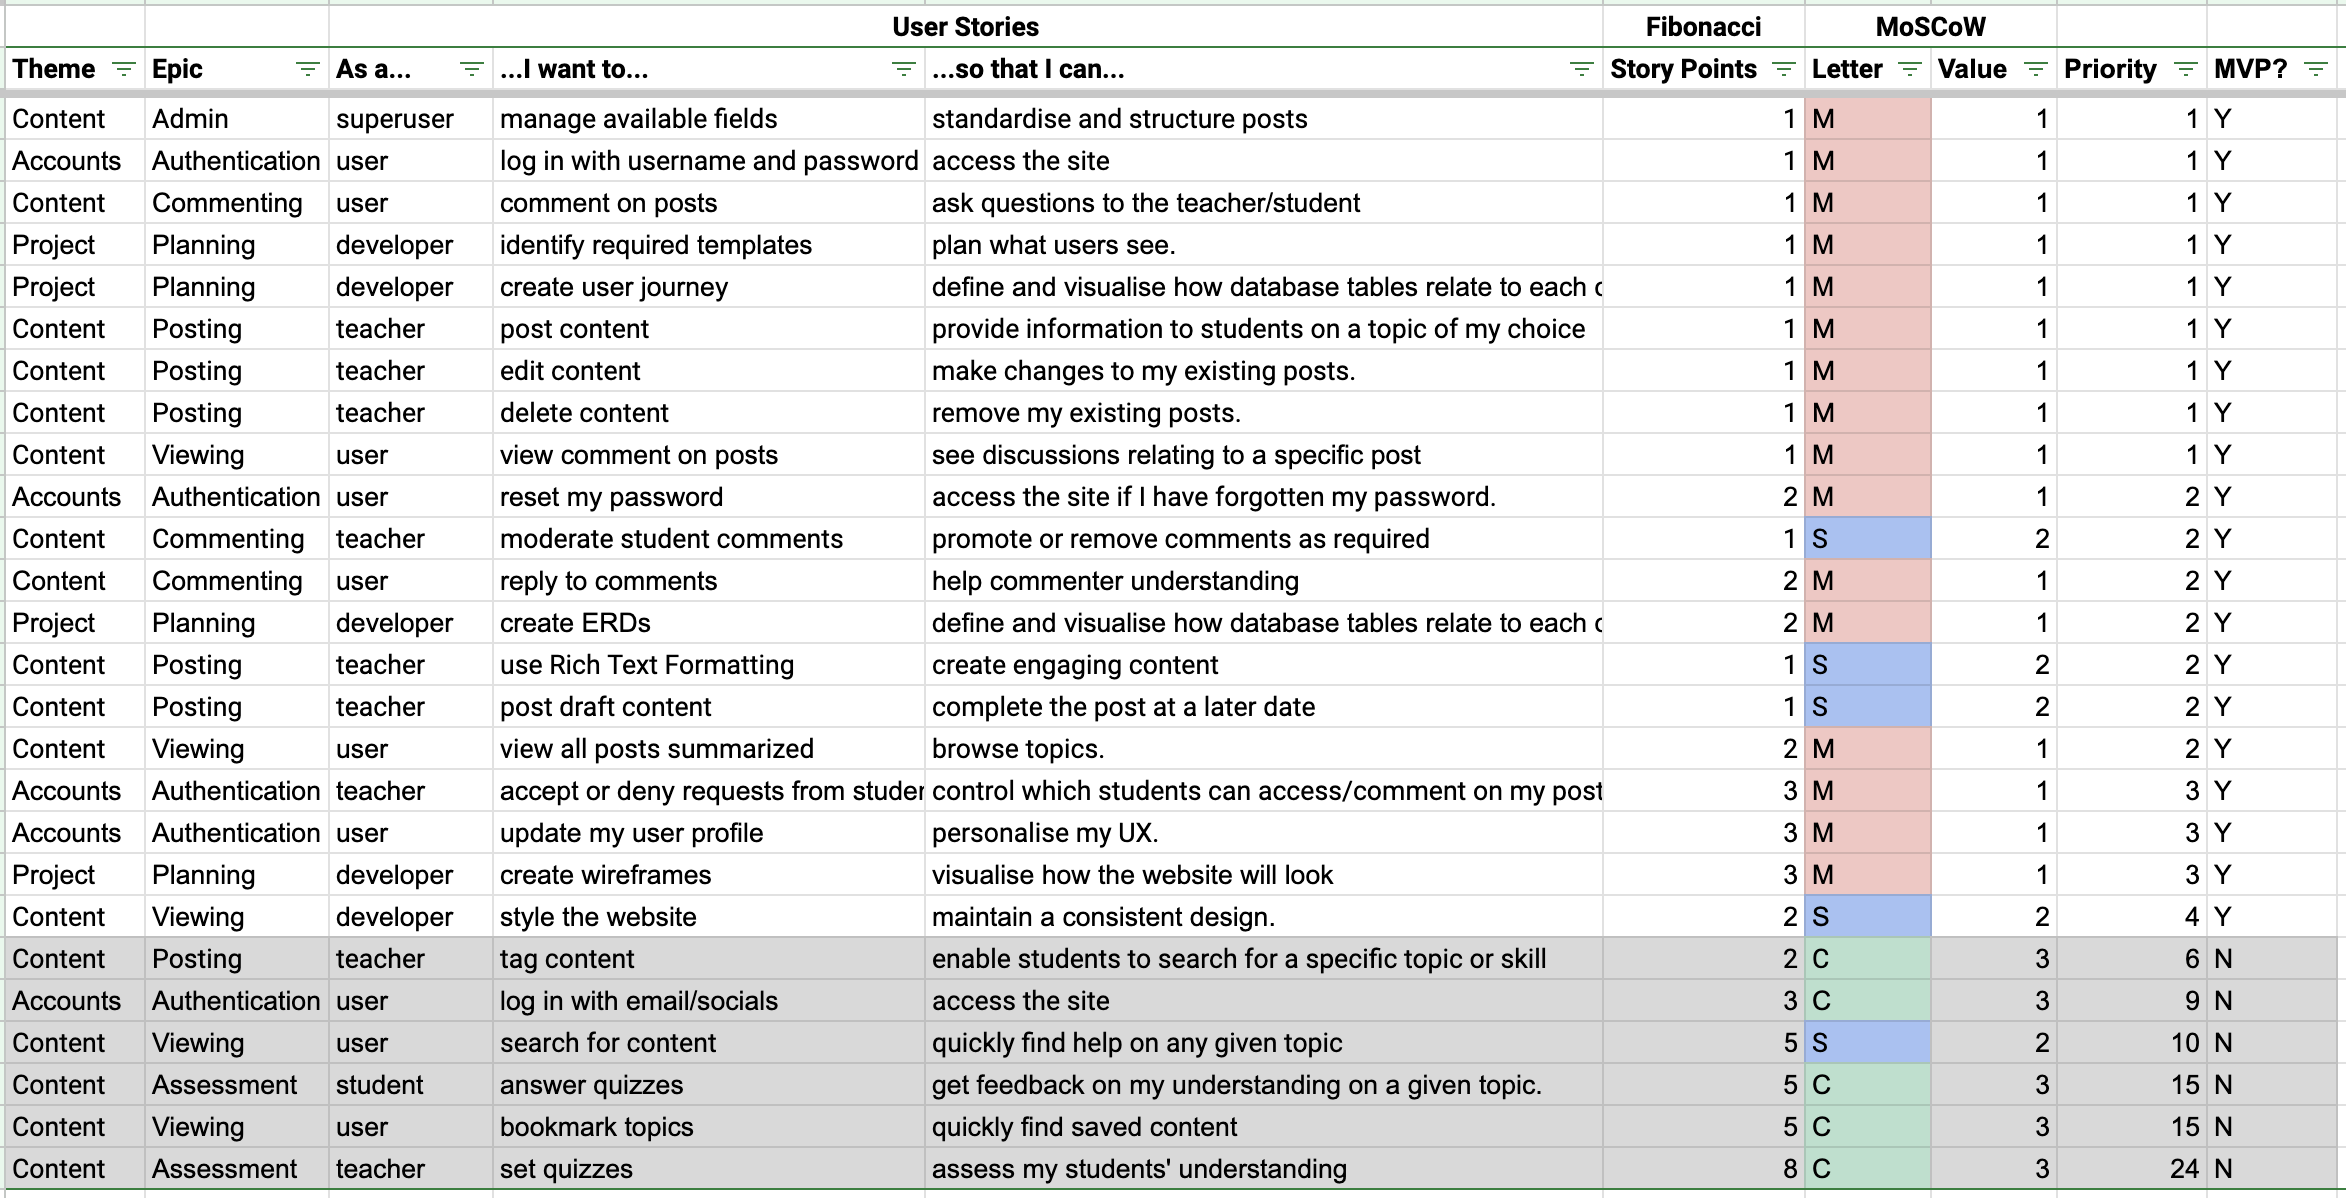 User Stories Fibonacci MoSCoW
Theme Epic As a... ...I want to... ...so that I can... Story Points Letter Value Priority MVP?
Content Admin superuser manage available fields standardise and structure posts 1 M 1 1 Y
Accounts Authentication user log in with username and password access the site 1 M 1 1 Y
Content Commenting user comment on posts ask questions to the teacher/student 1 M 1 1 Y
Project Planning developer identify required templates plan what users see. 1 M 1 1 Y
Project Planning developer create user journey define and visualise how database tables relate to each 1 M 1 1 Y
Content Posting teacher post content provide information to students on a topic of my choice 1 M 1 1 Y
Content Posting teacher edit content make changes to my existing posts. 1 M 1 1 Y
Content Posting teacher delete content remove my existing posts. 1 M 1 1 Y
Content Viewing user view comment on posts see discussions relating to a specific post 1 M 1 1 Y
Accounts Authentication user reset my password access the site if I have forgotten my password. 2 M 1 2 Y
Content Commenting teacher moderate student comments promote or remove comments as required 1 S 2 2 Y
Content Commenting user reply to comments help commenter understanding 2 M 1 2 Y
Project Planning developer create ERDs define and visualise how database tables relate to each 2 M 1 2 Y
Content Posting teacher use Rich Text Formatting create engaging content 1 S 2 2 Y
Content Posting teacher post draft content complete the post at a later date 1 S 2 2 Y
Content Viewing user view all posts summarized browse topics. 2 M 1 2 Y
Accounts Authentication teacher accept or deny requests from studen control which students can access/comment on my post 3 M 1 3 Y
Accounts Authentication user update my user profile personalise my UX. 3 M 1 3 Y
Project Planning developer create wireframes visualise how the website will look 3 M 1 3 Y
Content Viewing developer style the website maintain a consistent design. 2 S 2 4 Y
Content Posting teacher tag content enable students to search for a specific topic or skill 2 C 3 6 N
Accounts Authentication user log in with email/socials access the site 3 C 3 9 N
Content Viewing user search for content quickly find help on any given topic 5 S 2 10 N
Content Assessment student answer quizzes get feedback on my understanding on a given topic. 5 C 3 15 N
Content Viewing user bookmark topics quickly find saved content 5 C 3 15 N
Content Assessment teacher set quizzes assess my students' understanding 8 C 3 24 N